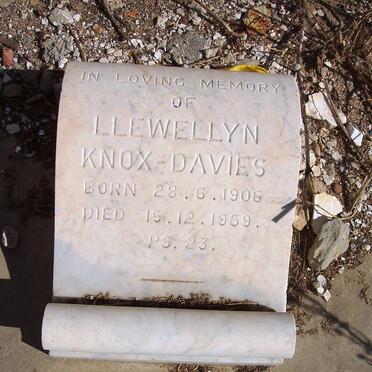 IN LOVING MEMORY
OF
LLEWELLYN
KNOX-DAVIES
BORN 28.6.1906
DIED 15.12.1959.
PS. 23.